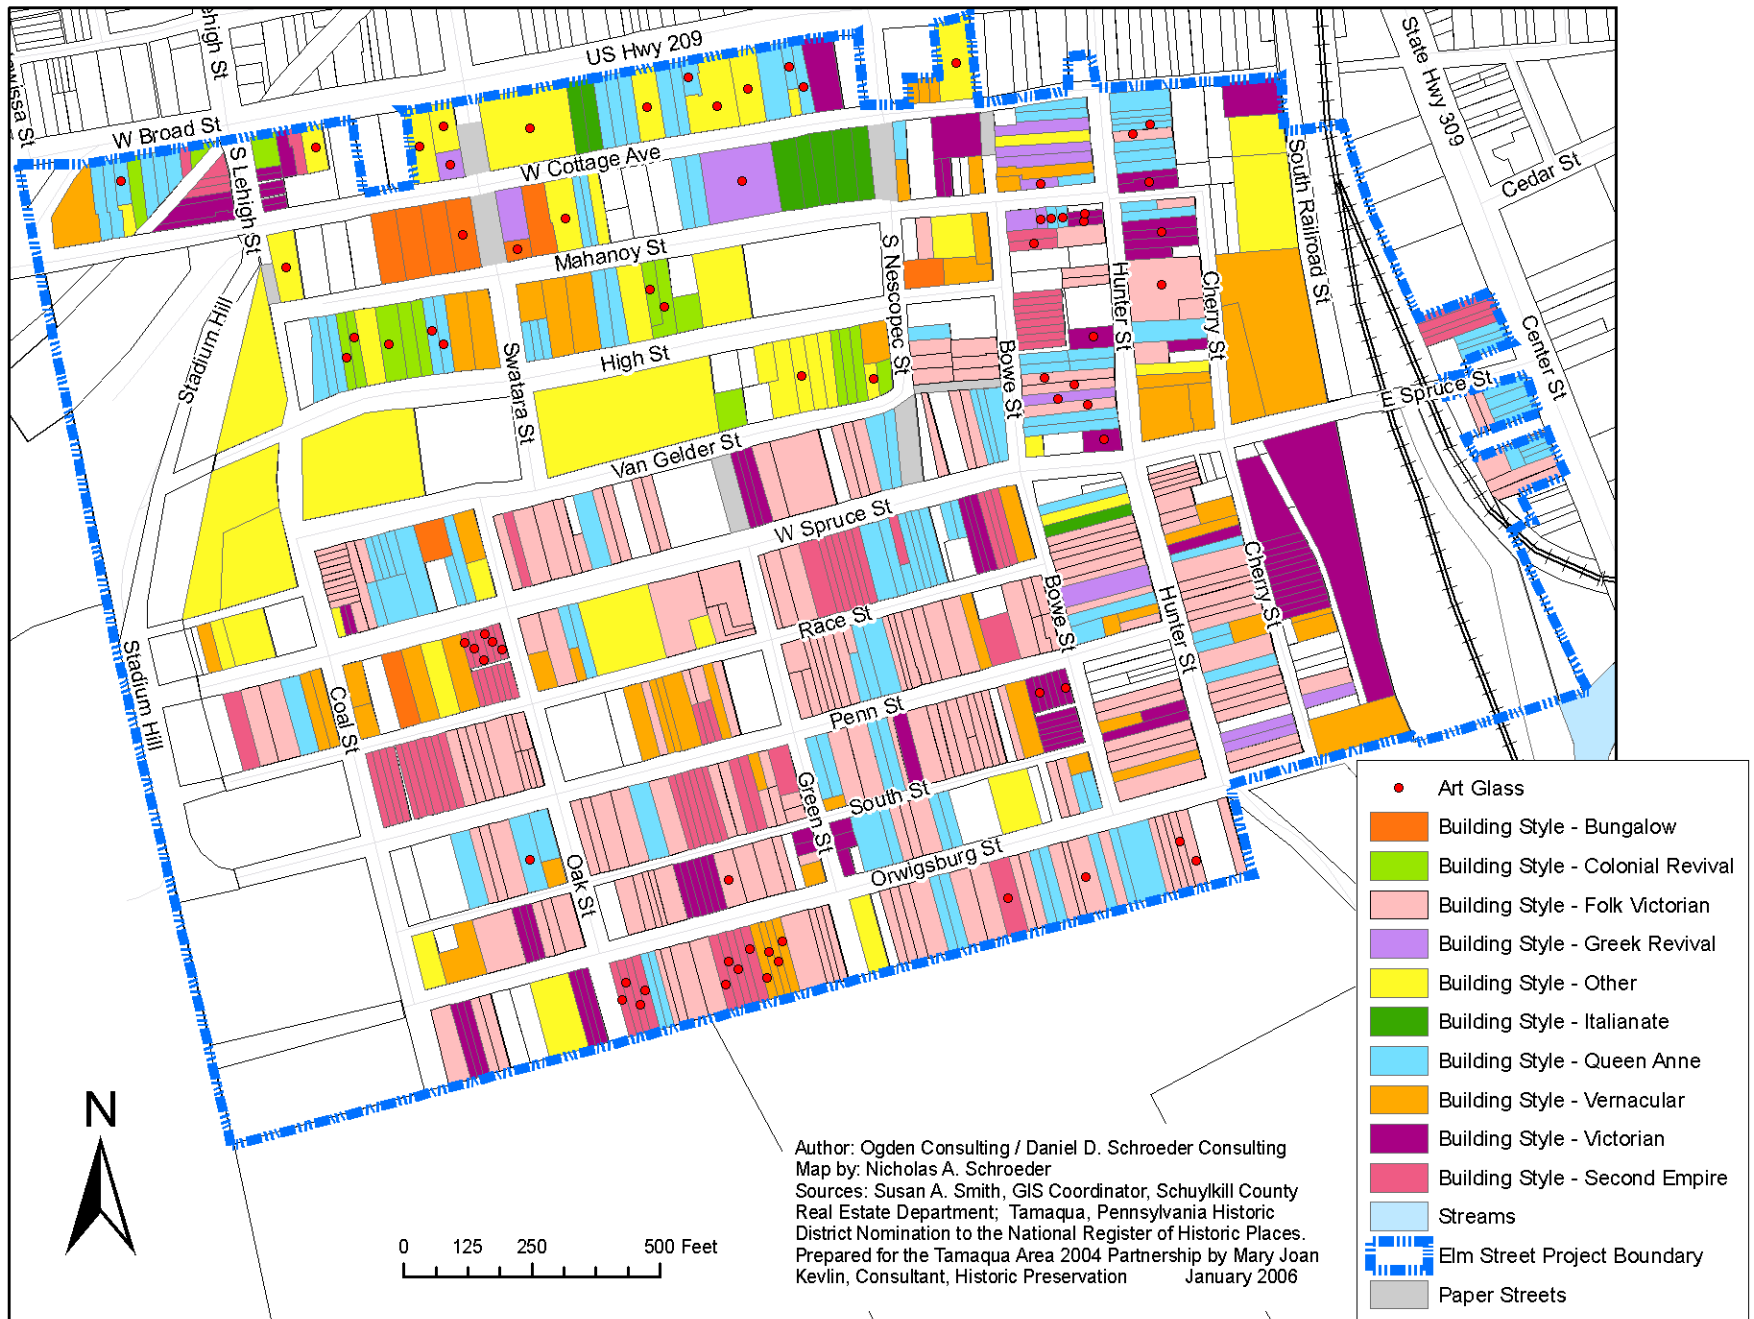 ehigh St
US Hwy 209
State Hwy 309
wissa St
W Broad St
S Lehigh St
W Cottage Ave
Cedar St
South Railroad St
Mahanoy St
S Nescopec St
Hunter St
Cherry St
Stadium Hill
High St
Swatara St
Bowe St
Center St
E Spruce St
Van Gelder St
W Spruce St
Cherry St
Bowe St
Hunter St
Race St
Stadium Hill
Coal St
Penn St
Green St
South St
Oak St
Orwigsburg St
Art Glass
Building Style - Bungalow
Building Style - Colonial Revival
Building Style - Folk Victorian
Building Style - Greek Revival
Building Style - Other
Building Style - Italianate
Building Style - Queen Anne
Building Style - Vernacular
Building Style - Victorian
Building Style - Second Empire
Streams
Elm Street Project Boundary
Paper Streets
N
0 125 250 500 Feet
Author: Ogden Consulting / Daniel D. Schroeder Consulting
Map by: Nicholas A. Schroeder
Sources: Susan A. Smith, GIS Coordinator, Schuylkill County
Real Estate Department; Tamaqua, Pennsylvania Historic
District Nomination to the National Register of Historic Places.
Prepared for the Tamaqua Area 2004 Partnership by Mary Joan
Kevlin, Consultant, Historic Preservation January 2006